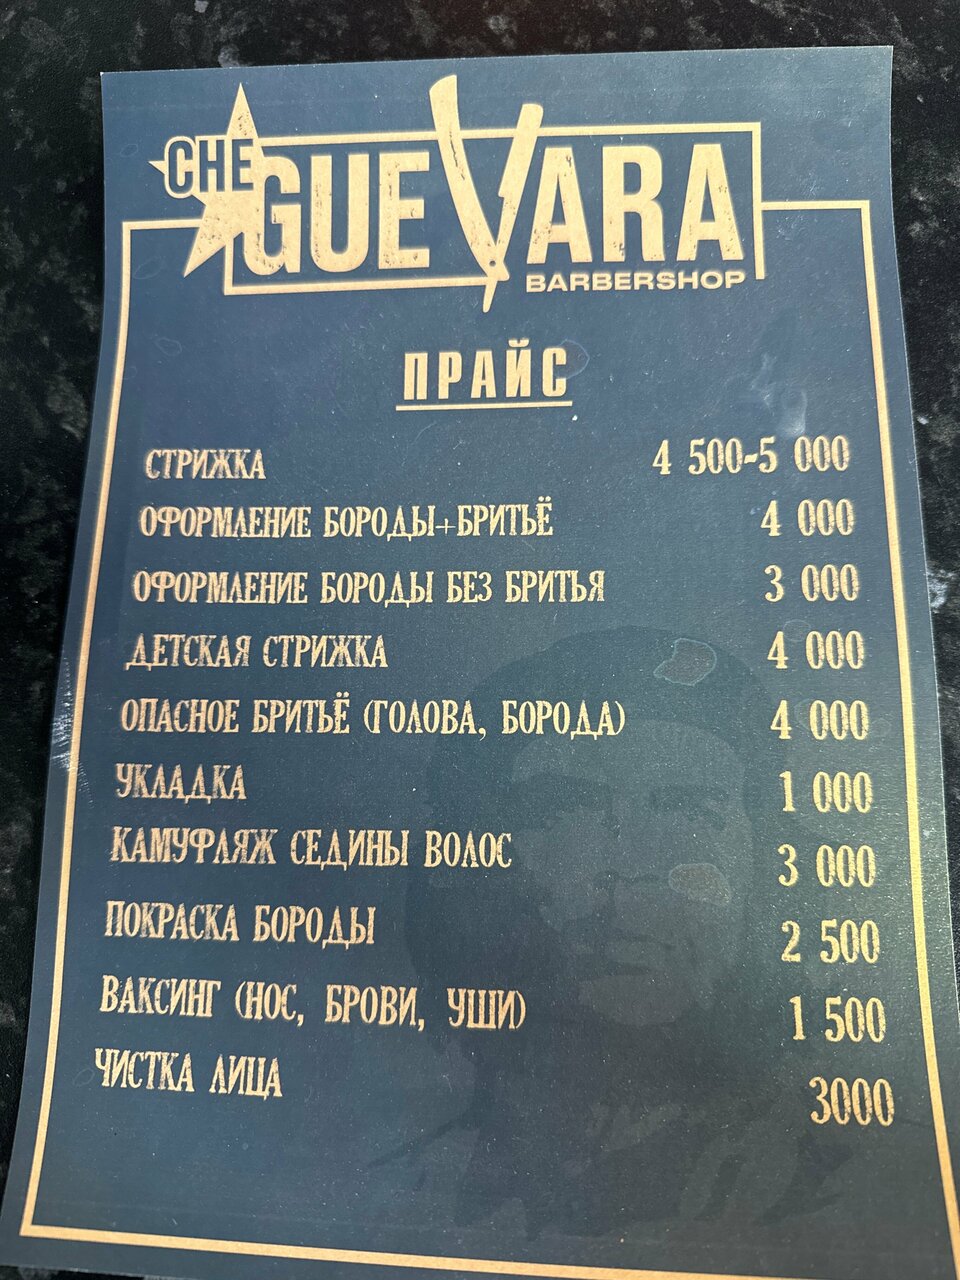 CHE GUEVARA
BARBERSHOP
ПРАЙС
СТРИЖКА 4 500-5 000
ОФОРМЛЕНИЕ БОРОДЫ+БРИТЬЁ 4 000
ОФОРМЛЕНИЕ БОРОДЫ БЕЗ БРИТЬЯ 3 000
ДЕТСКАЯ СТРИЖКА 4 000
ОПАСНОЕ БРИТЬЁ (ГОЛОВА, БОРОДА) 4 000
УКЛАДКА 1 000
КАМУФЛЯЖ СЕДИНЫ ВОЛОС 3 000
ПОКРАСКА БОРОДЫ 2 500
ВАКСИНГ (НОС, БРОВИ, УШИ) 1 500
ЧИСТКА ЛИЦА 3000